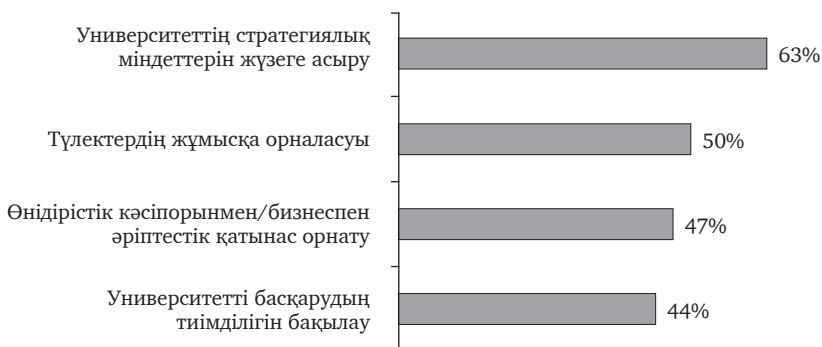 Университеттің стратегиялық
міндеттерін жүзеге асыру
63%
Түлектердің жұмысқа орналасуы
50%
Өнідірістік кәсіпорынмен/бизнеспен
әріптестік қатынас орнату
47%
Университетті басқарудың
тиімділігін бақылау
44%